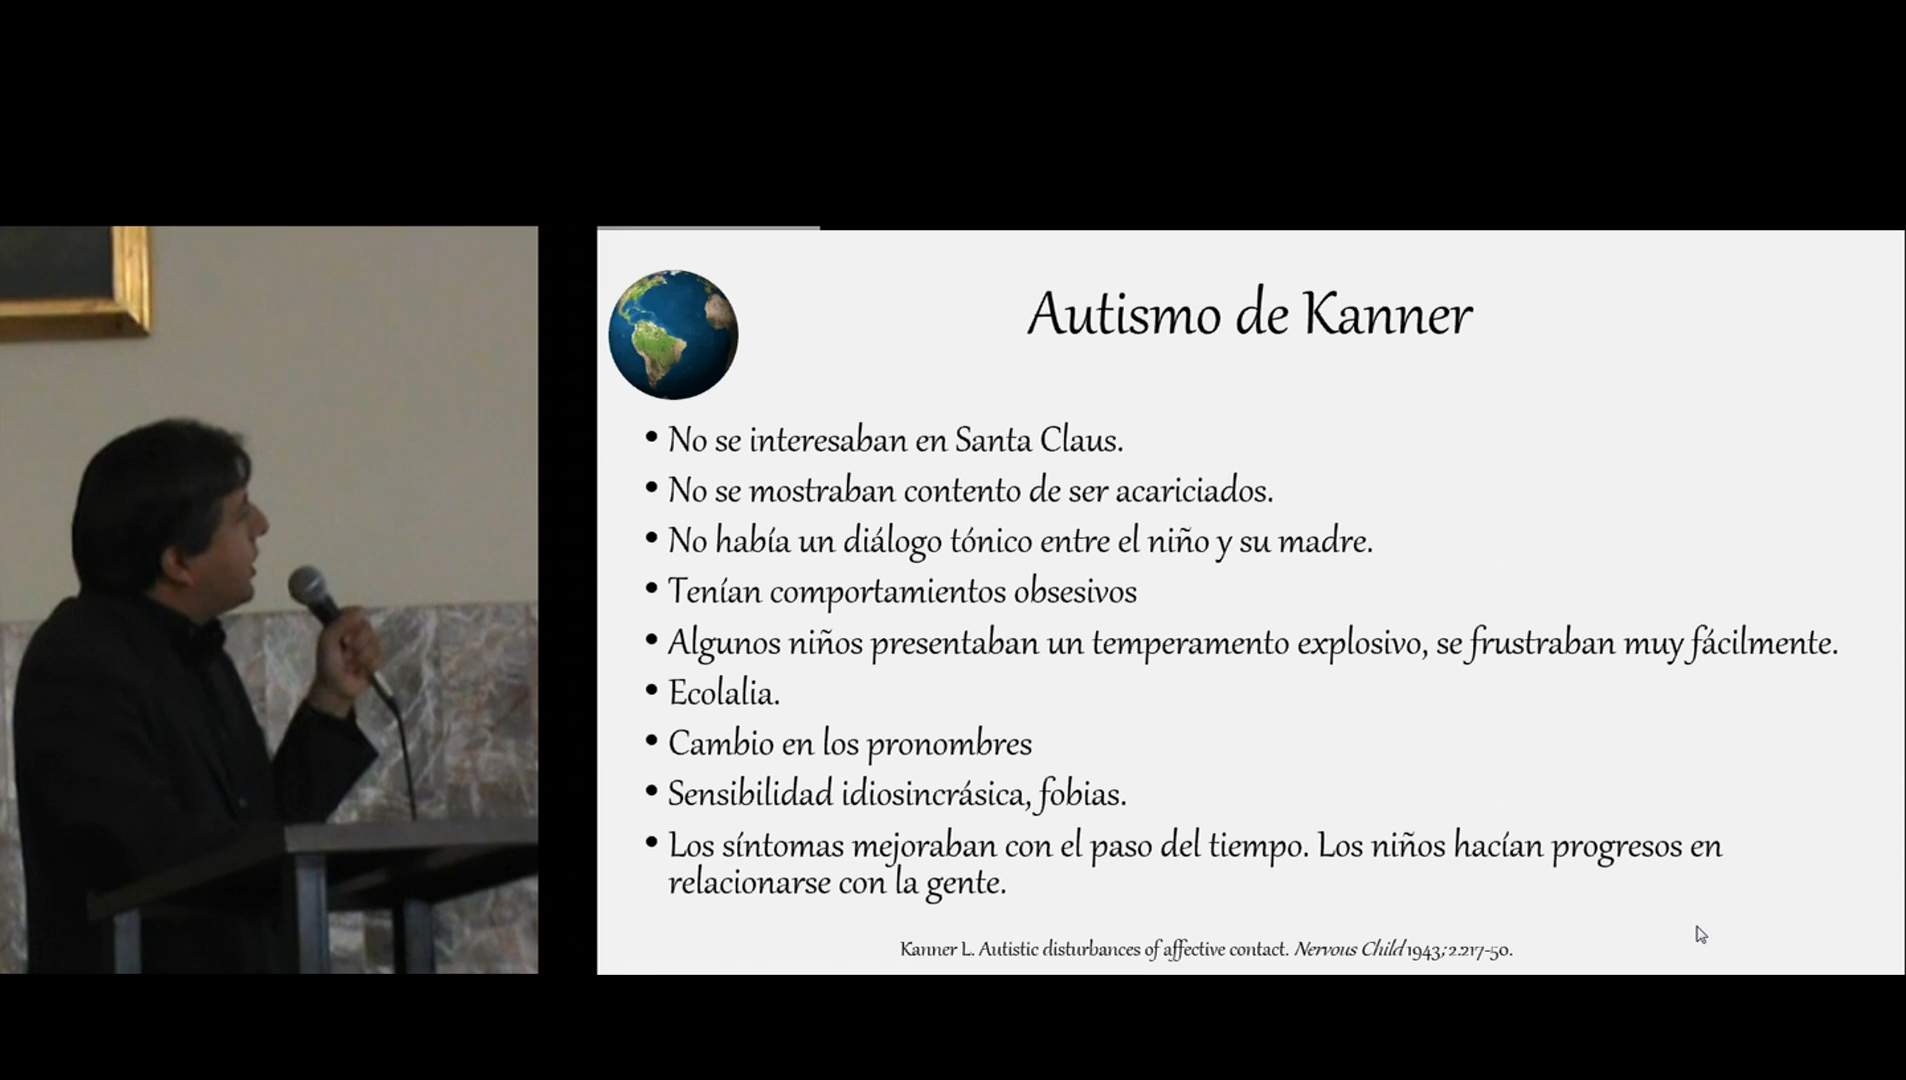 Autismo de Kanner
• No se interesaban en Santa Claus.
• No se mostraban contento de ser acariciados.
• No había un diálogo tónico entre el niño y su madre.
• Tenían comportamientos obsesivos
• Algunos niños presentaban un temperamento explosivo, se frustraban muy fácilmente.
• Ecolalia.
• Cambio en los pronombres
• Sensibilidad idiosincrásica, fobias.
• Los síntomas mejoraban con el paso del tiempo. Los niños hacían progresos en
relacionarse con la gente.
Kanner L. Autistic disturbances of affective contact. Nervous Child 1943; 2.217-50.